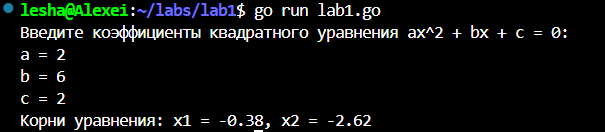 lesha@Alexei:~/labs/lab1$ go run lab1.go
Введите коэффициенты квадратного уравнения ax^2 + bx + c = 0:
a = 2
b = 6
c = 2
Корни уравнения: x1 = -0.38, x2 = -2.62